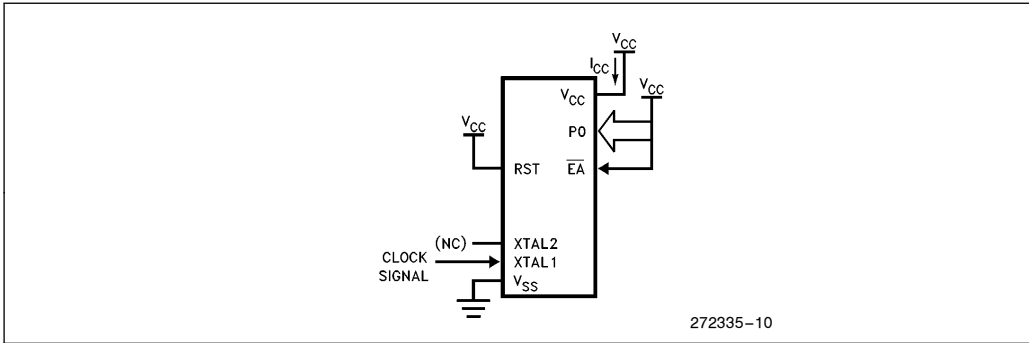 VCC
ICC
VCC
VCC
P0
VCC
RST
EA
(NC)
XTAL2
CLOCK
SIGNAL
XTAL1
VSS
272335-10